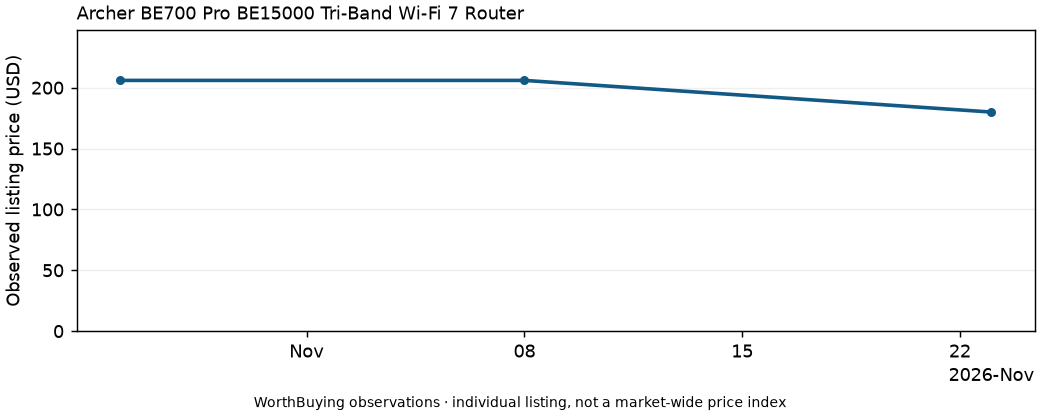 Archer BE700 Pro BE15000 Tri-Band Wi-Fi 7 Router
Observed listing price (USD)
200
150
100
50
0
Nov
08
15
22
2026-Nov
WorthBuying observations · individual listing, not a market-wide price index